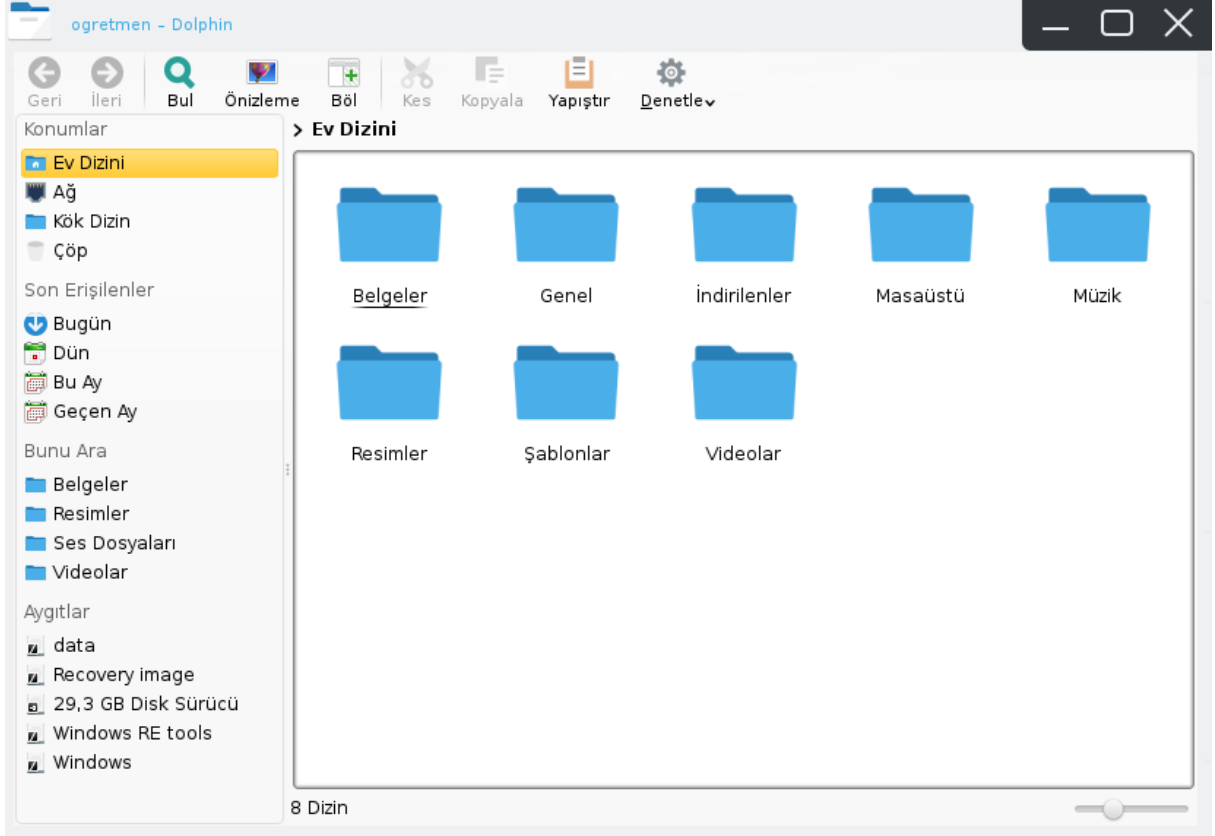 ogretmen – Dolphin
Geri İleri Bul Önizleme Böl Kes Kopyala Yapıştır Denetle
Konumlar
Ev Dizini
Ağ
Kök Dizin
Çöp
Son Erişilenler
Bugün
Dün
Bu Ay
Geçen Ay
Bunu Ara
Belgeler
Resimler
Ses Dosyaları
Videolar
Aygıtlar
data
Recovery image
29,3 GB Disk Sürücü
Windows RE tools
Windows
> Ev Dizini
Belgeler Genel İndirilenler Masaüstü Müzik
Resimler Şablonlar Videolar
8 Dizin